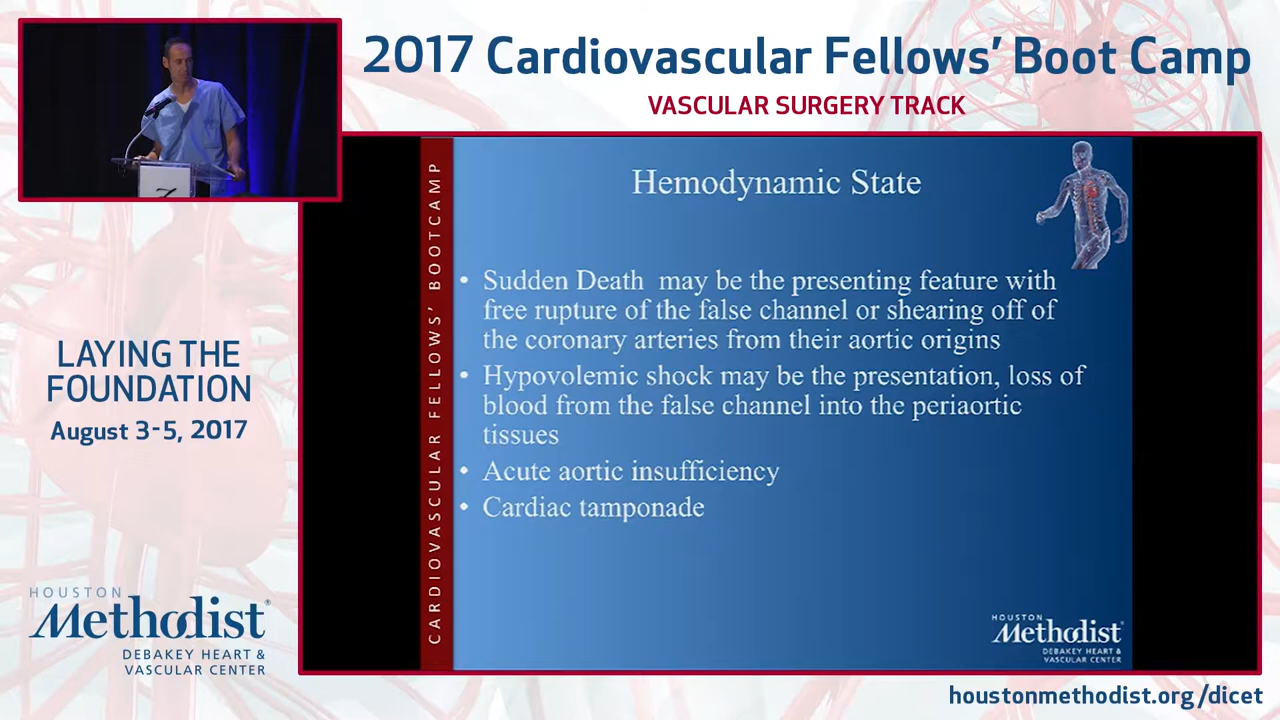 2017 Cardiovascular Fellows’ Boot Camp
VASCULAR SURGERY TRACK
LAYING THE
FOUNDATION
August 3-5, 2017
HOUSTON
Methodist®
DEBAKEY HEART &
VASCULAR CENTER
CARDIOVASCULAR FELLOWS’ BOOTCAMP
Hemodynamic State
• Sudden Death may be the presenting feature with
free rupture of the false channel or shearing off of
the coronary arteries from their aortic origins
• Hypovolemic shock may be the presentation, loss of
blood from the false channel into the periaortic
tissues
• Acute aortic insufficiency
• Cardiac tamponade
HOUSTON
Methodist
DEBAKEY HEART &
VASCULAR CENTER
houstonmethodist.org/dicet